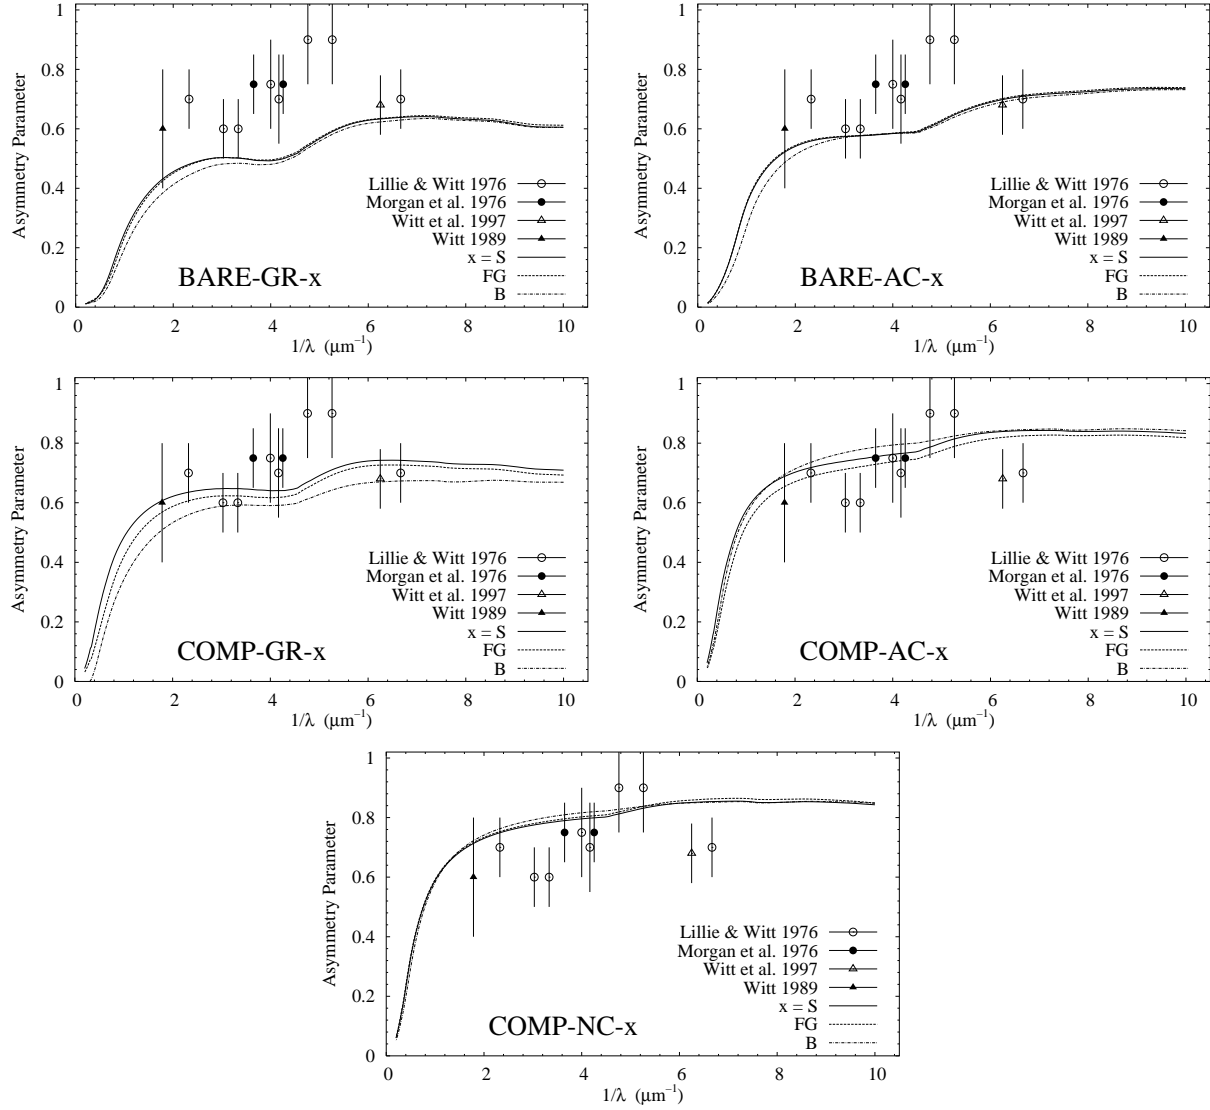 1
0.8
0.6
0.4
0.2
0
Asymmetry Parameter
Lillie & Witt 1976
Morgan et al. 1976
Witt et al. 1997
Witt 1989
x = S
FG
B
BARE-GR-x
0 2 4 6 8 10
1/λ (μm⁻¹)
1
0.8
0.6
0.4
0.2
0
Asymmetry Parameter
Lillie & Witt 1976
Morgan et al. 1976
Witt et al. 1997
Witt 1989
x = S
FG
B
BARE-AC-x
0 2 4 6 8 10
1/λ (μm⁻¹)
1
0.8
0.6
0.4
0.2
0
Asymmetry Parameter
Lillie & Witt 1976
Morgan et al. 1976
Witt et al. 1997
Witt 1989
x = S
FG
B
COMP-GR-x
0 2 4 6 8 10
1/λ (μm⁻¹)
1
0.8
0.6
0.4
0.2
0
Asymmetry Parameter
Lillie & Witt 1976
Morgan et al. 1976
Witt et al. 1997
Witt 1989
x = S
FG
B
COMP-AC-x
0 2 4 6 8 10
1/λ (μm⁻¹)
1
0.8
0.6
0.4
0.2
0
Asymmetry Parameter
Lillie & Witt 1976
Morgan et al. 1976
Witt et al. 1997
Witt 1989
x = S
FG
B
COMP-NC-x
0 2 4 6 8 10
1/λ (μm⁻¹)